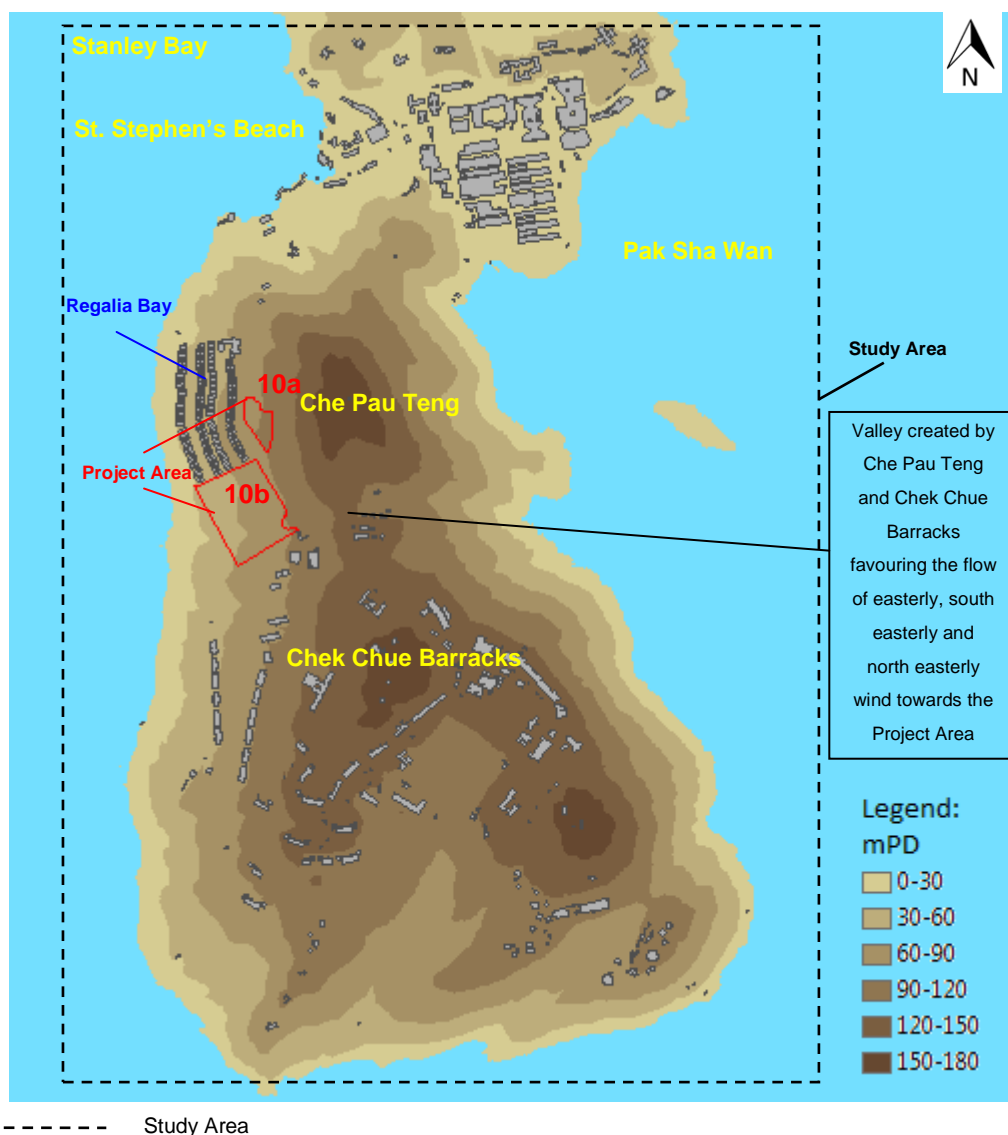 Stanley Bay
N
St. Stephen's Beach
Pak Sha Wan
Regalia Bay
Study Area
10a
Che Pau Teng
Project Area
10b
Valley created by
Che Pau Teng
and Chek Chue
Barracks
favouring the flow
of easterly, south
easterly and
north easterly
wind towards the
Project Area
Chek Chue Barracks
Legend:
mPD
0-30
30-60
60-90
90-120
120-150
150-180
Study Area